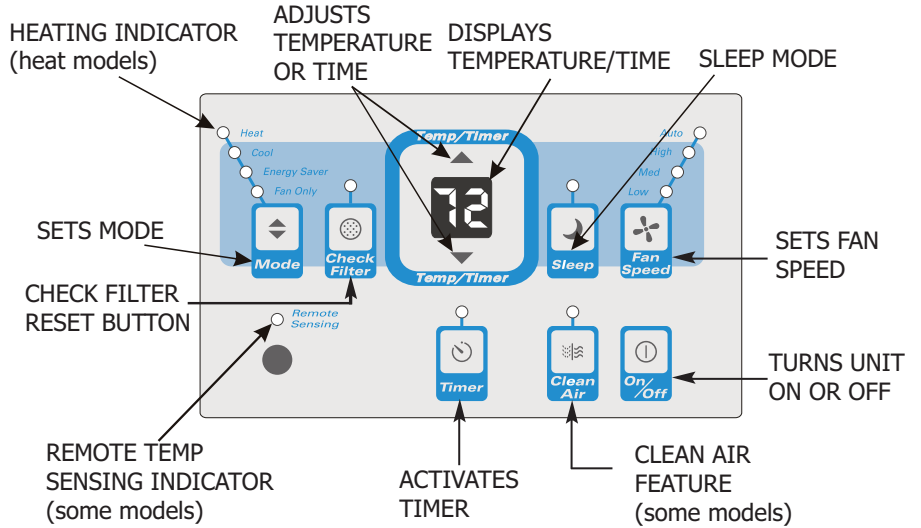 HEATING INDICATOR
(heat models)
ADJUSTS
TEMPERATURE
OR TIME
DISPLAYS
TEMPERATURE/TIME
SLEEP MODE
Heat
Cool
Energy Saver
Fan Only
Temp/Timer
72
Temp/Timer
Auto
High
Med
Low
Mode
Check
Filter
Sleep
Fan
Speed
SETS MODE
CHECK FILTER
RESET BUTTON
SETS FAN
SPEED
Remote
Sensing
Timer
Clean
Air
On/Off
TURNS UNIT
ON OR OFF
REMOTE TEMP
SENSING INDICATOR
(some models)
ACTIVATES
TIMER
CLEAN AIR
FEATURE
(some models)